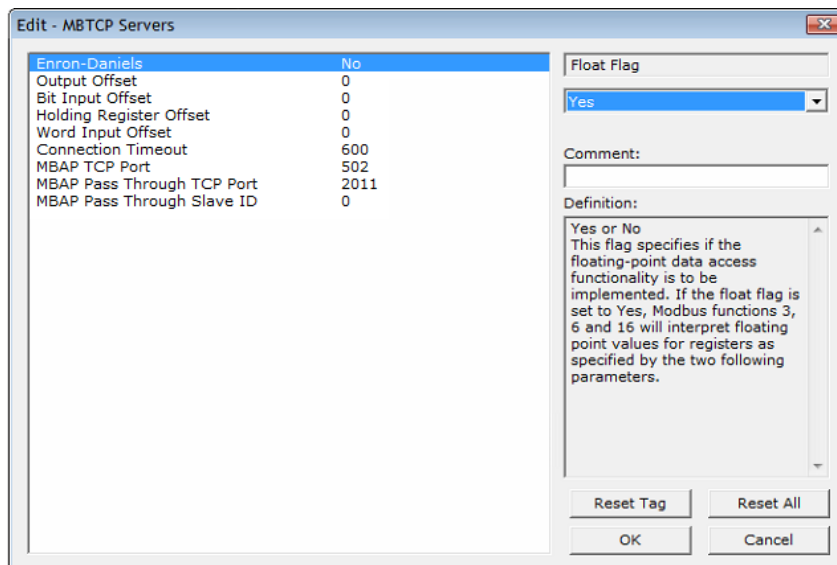 Edit - MBTCP Servers
Enron-Daniels No
Output Offset 0
Bit Input Offset 0
Holding Register Offset 0
Word Input Offset 0
Connection Timeout 600
MBAP TCP Port 502
MBAP Pass Through TCP Port 2011
MBAP Pass Through Slave ID 0
Float Flag
Yes
Comment:
Definition:
Yes or No
This flag specifies if the
floating-point data access
functionality is to be
implemented. If the float flag is
set to Yes, Modbus functions 3,
6 and 16 will interpret floating
point values for registers as
specified by the two following
parameters.
Reset Tag
Reset All
OK
Cancel